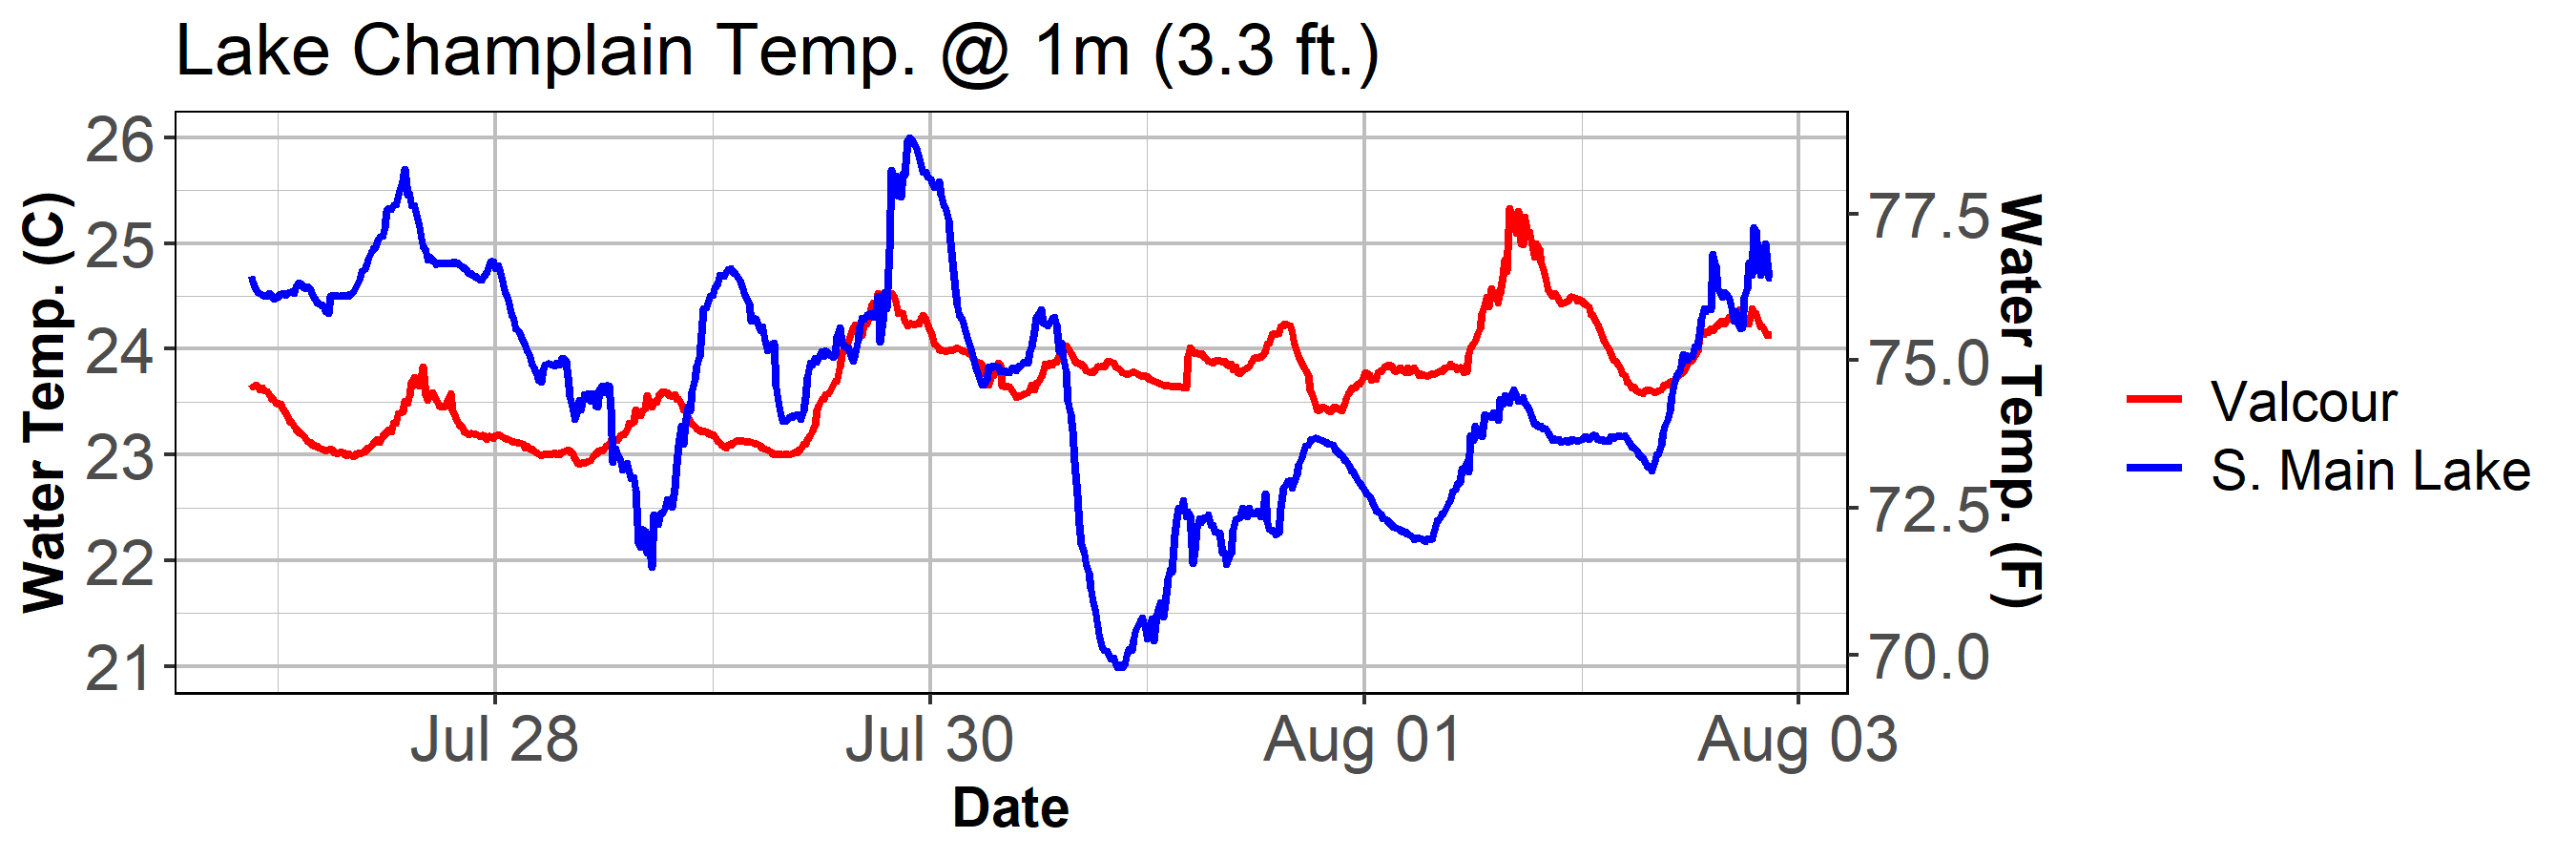 Lake Champlain Temp. @ 1m (3.3 ft.)
Water Temp. (C)
26
25
24
23
22
21
77.5
75.0
72.5
70.0
Water Temp. (F)
Jul 28
Jul 30
Aug 01
Aug 03
Date
Valcour
S. Main Lake